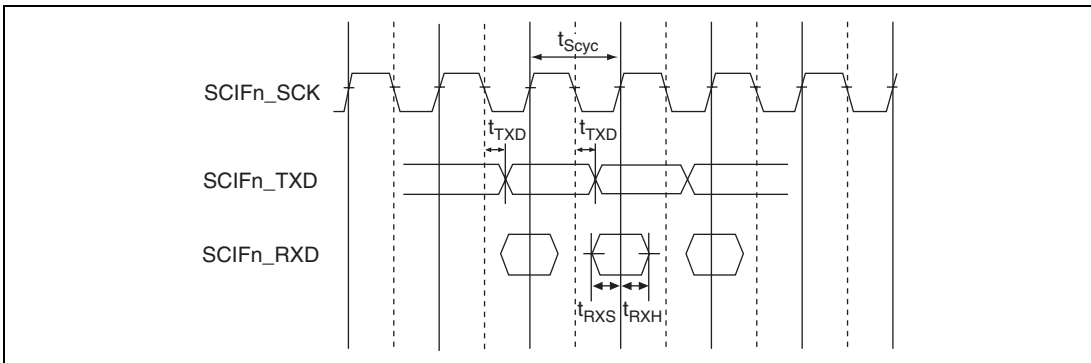 tScyc
SCIFn_SCK
tTXD tTXD
SCIFn_TXD
SCIFn_RXD
tRXS tRXH